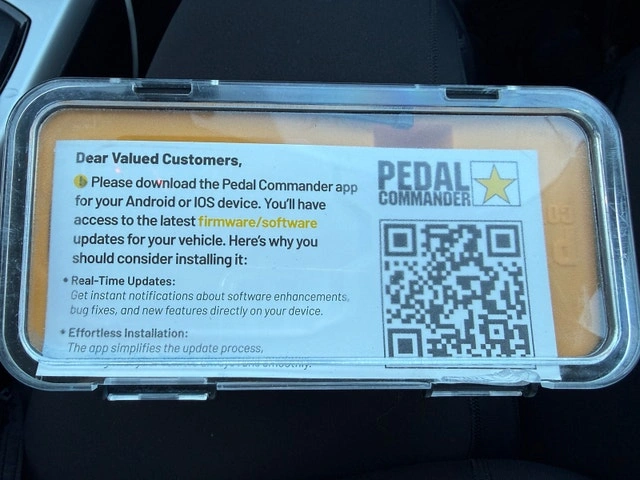 Dear Valued Customers,
Please download the Pedal Commander app
for your Android or IOS device. You'll have
access to the latest firmware/software
updates for your vehicle. Here's why you
should consider installing it:
* Real-Time Updates:
Get instant notifications about software enhancements,
bug fixes, and new features directly on your device.
* Effortless Installation:
The app simplifies the update process,
and smoothly.
PEDAL
COMMANDER